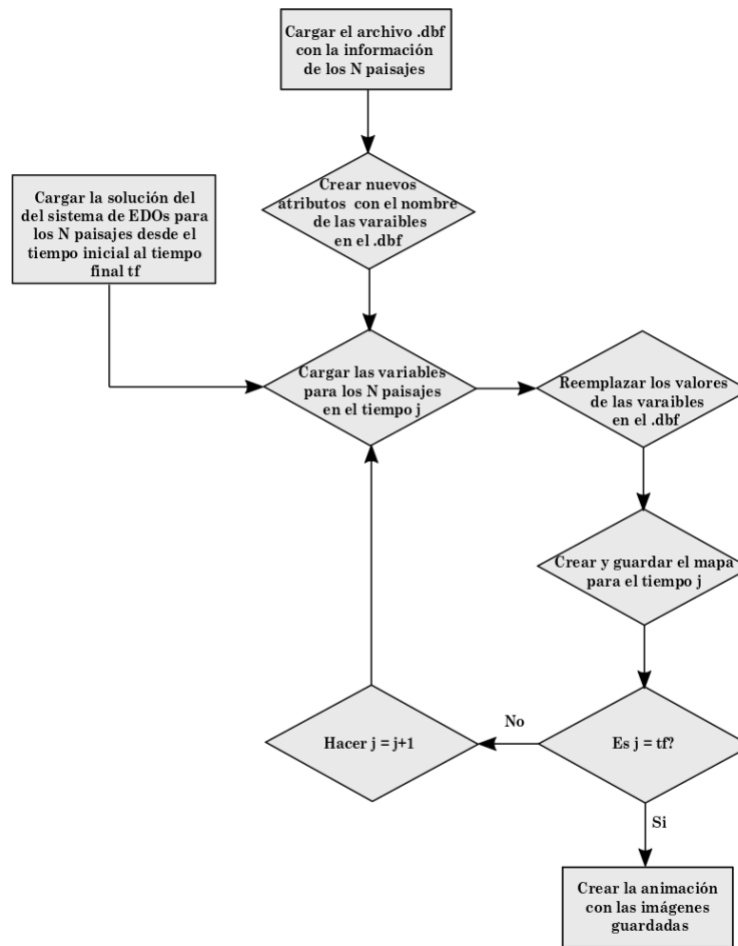 Cargar el archivo .dbf
con la información
de los N paisajes
Crear nuevos
atributos con el nombre
de las varaibles
en el .dbf
Cargar la solución del
del sistema de EDOs para
los N paisajes desde el
tiempo inicial al tiempo
final tf
Cargar las variables
para los N paisajes
en el tiempo j
Reemplazar los valores
de las varaibles
en el .dbf
Crear y guardar el mapa
para el tiempo j
Es j = tf?
No
Hacer j = j+1
Si
Crear la animación
con las imágenes
guardadas